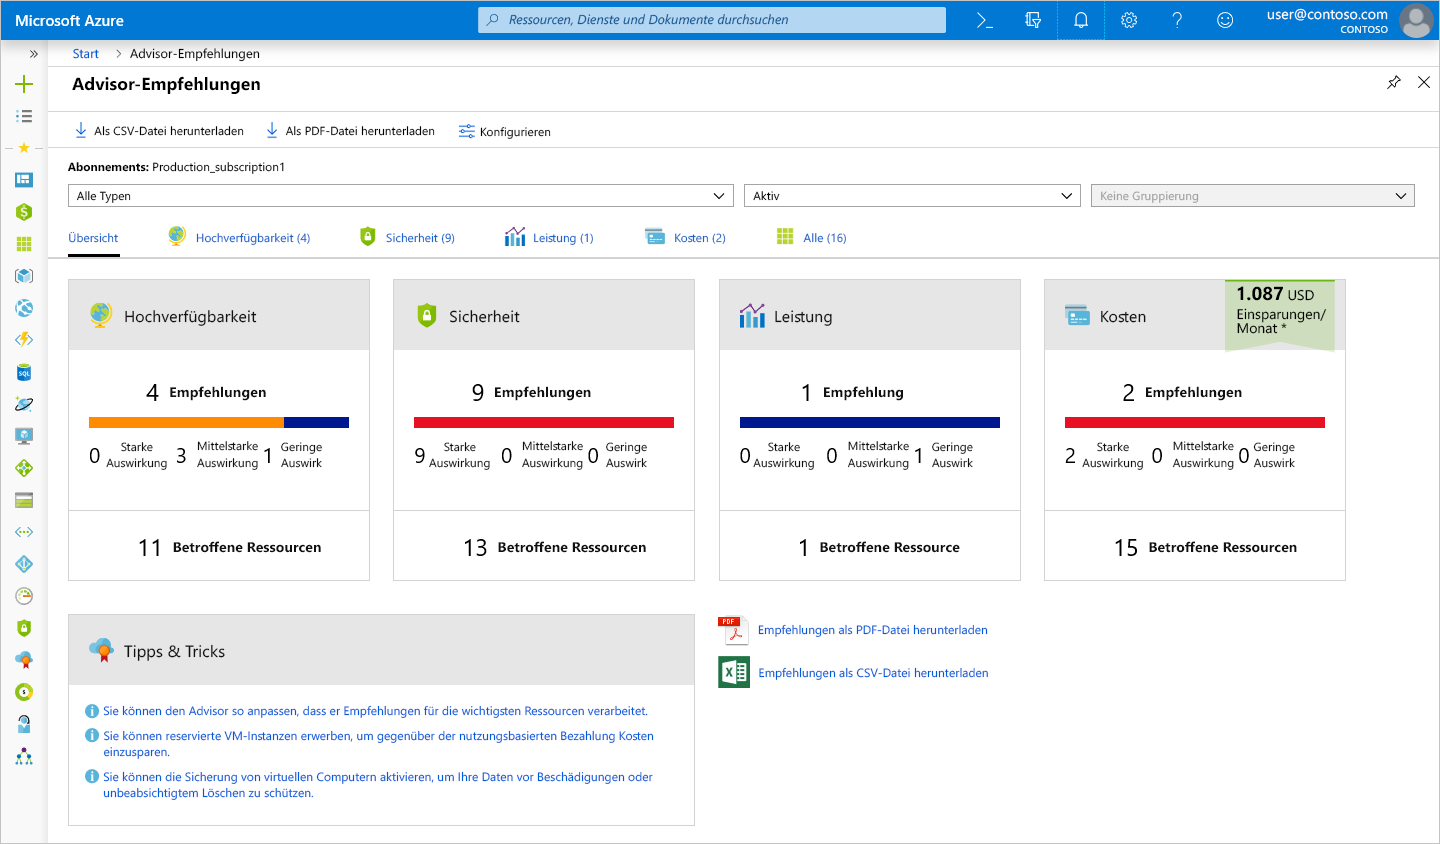 Microsoft Azure
Ressourcen, Dienste und Dokumente durchsuchen
user@contoso.com
CONTOSO
Start > Advisor-Empfehlungen
Advisor-Empfehlungen
Als CSV-Datei herunterladen
Als PDF-Datei herunterladen
Konfigurieren
Abonnements: Production_subscription1
Alle Typen
Aktiv
Keine Gruppierung
Übersicht
Hochverfügbarkeit (4)
Sicherheit (9)
Leistung (1)
Kosten (2)
Alle (16)
Hochverfügbarkeit
4 Empfehlungen
0 Starke Auswirkung
3 Mittelstarke Auswirkung
1 Geringe Auswirk
11 Betroffene Ressourcen
Sicherheit
9 Empfehlungen
9 Starke Auswirkung
0 Mittelstarke Auswirkung
0 Geringe Auswirk
13 Betroffene Ressourcen
Leistung
1 Empfehlung
0 Starke Auswirkung
0 Mittelstarke Auswirkung
1 Geringe Auswirk
1 Betroffene Ressource
Kosten
1.087 USD
Einsparungen/
Monat *
2 Empfehlungen
2 Starke Auswirkung
0 Mittelstarke Auswirkung
0 Geringe Auswirk
15 Betroffene Ressourcen
Tipps & Tricks
Sie können den Advisor so anpassen, dass er Empfehlungen für die wichtigsten Ressourcen verarbeitet.
Sie können reservierte VM-Instanzen erwerben, um gegenüber der nutzungsbasierten Bezahlung Kosten
einzusparen.
Sie können die Sicherung von virtuellen Computern aktivieren, um Ihre Daten vor Beschädigungen oder
unbeabsichtigtem Löschen zu schützen.
PDF
Empfehlungen als PDF-Datei herunterladen
Empfehlungen als CSV-Datei herunterladen
SQL